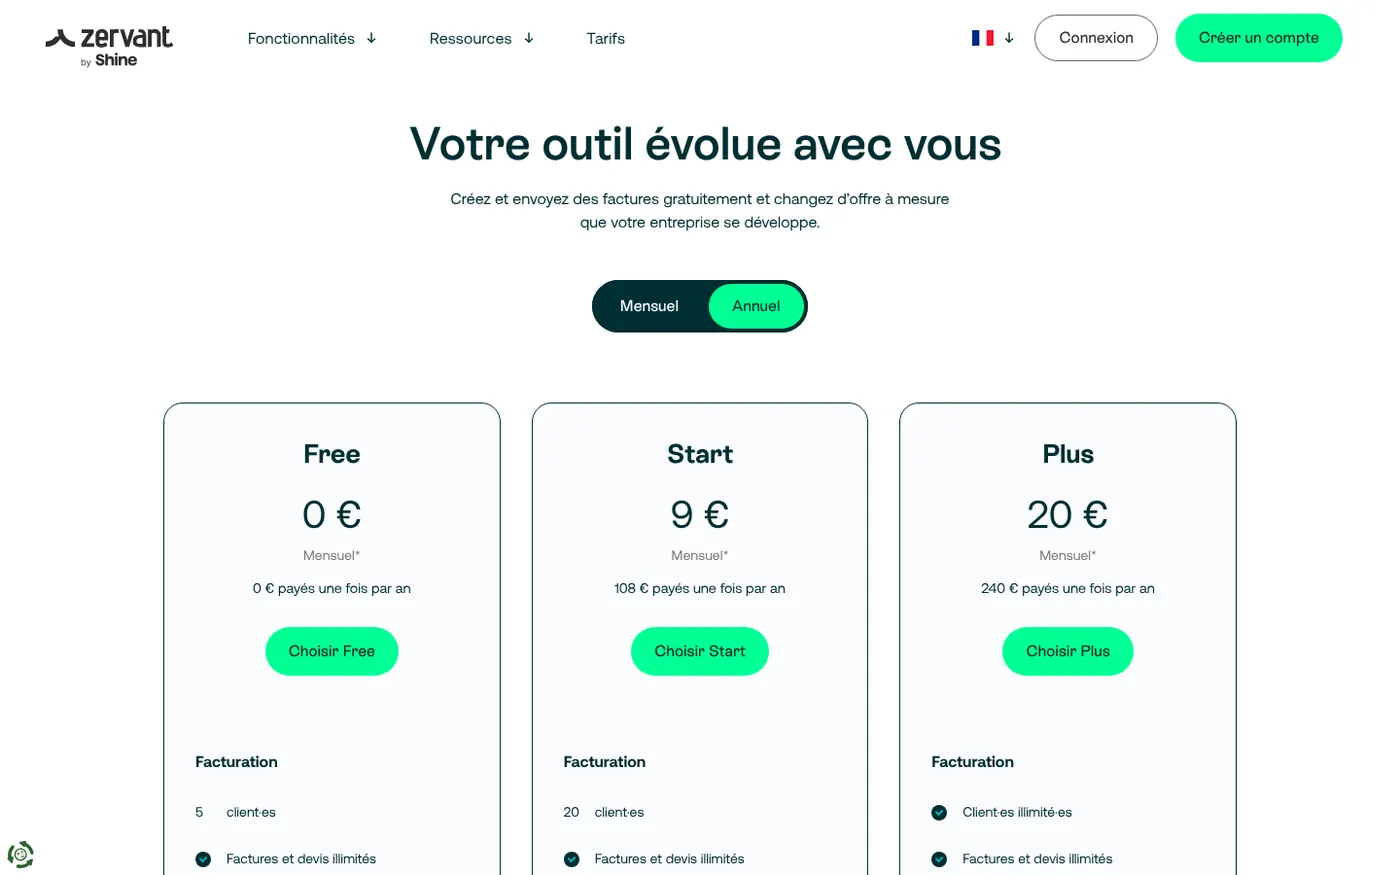 zervant
by Shine
Fonctionnalités ↓
Ressources ↓
Tarifs
Connexion
Créer un compte
Votre outil évolue avec vous
Créez et envoyez des factures gratuitement et changez d’offre à mesure
que votre entreprise se développe.
Mensuel
Annuel
Free
0 €
Mensuel*
0 € payés une fois par an
Choisir Free
Facturation
5 client·es
Factures et devis illimités
Start
9 €
Mensuel*
108 € payés une fois par an
Choisir Start
Facturation
20 client·es
Factures et devis illimités
Plus
20 €
Mensuel*
240 € payés une fois par an
Choisir Plus
Facturation
Client·es illimité·es
Factures et devis illimités